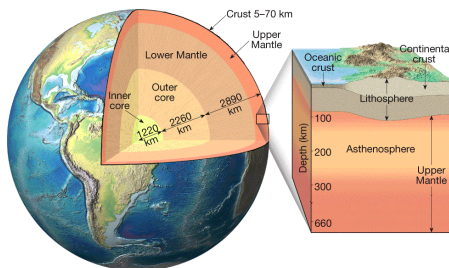 Crust 5–70 km
Upper
Mantle
Lower Mantle
Outer
core
Inner
core
1220
km
2260
km
2890
km
Oceanic
crust
Continental
crust
Lithosphere
Asthenosphere
Upper
Mantle
Depth (km)
100
200
300
660